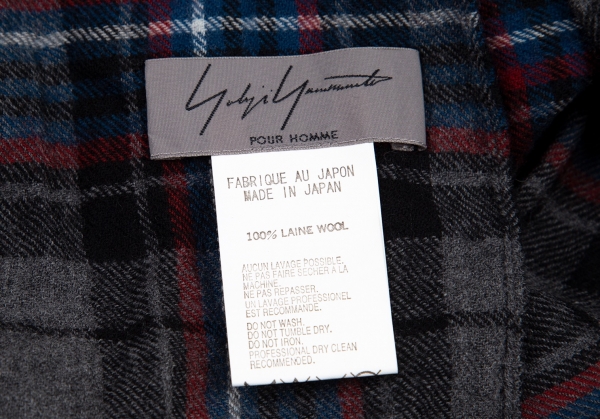 Yohji Yamamoto
POUR HOMME
FABRIQUE AU JAPON
MADE IN JAPAN
100% LAINE WOOL
AUCUN LAVAGE POSSIBLE.
NE PAS FAIRE SECHER A LA
MACHINE.
NE PAS REPASSER.
UN LAVAGE PROFESSIONEL
EST RECOMMANDE.
DO NOT WASH.
DO NOT TUMBLE DRY.
DO NOT IRON.
PROFESSIONAL DRY CLEAN
RECOMMENDED.